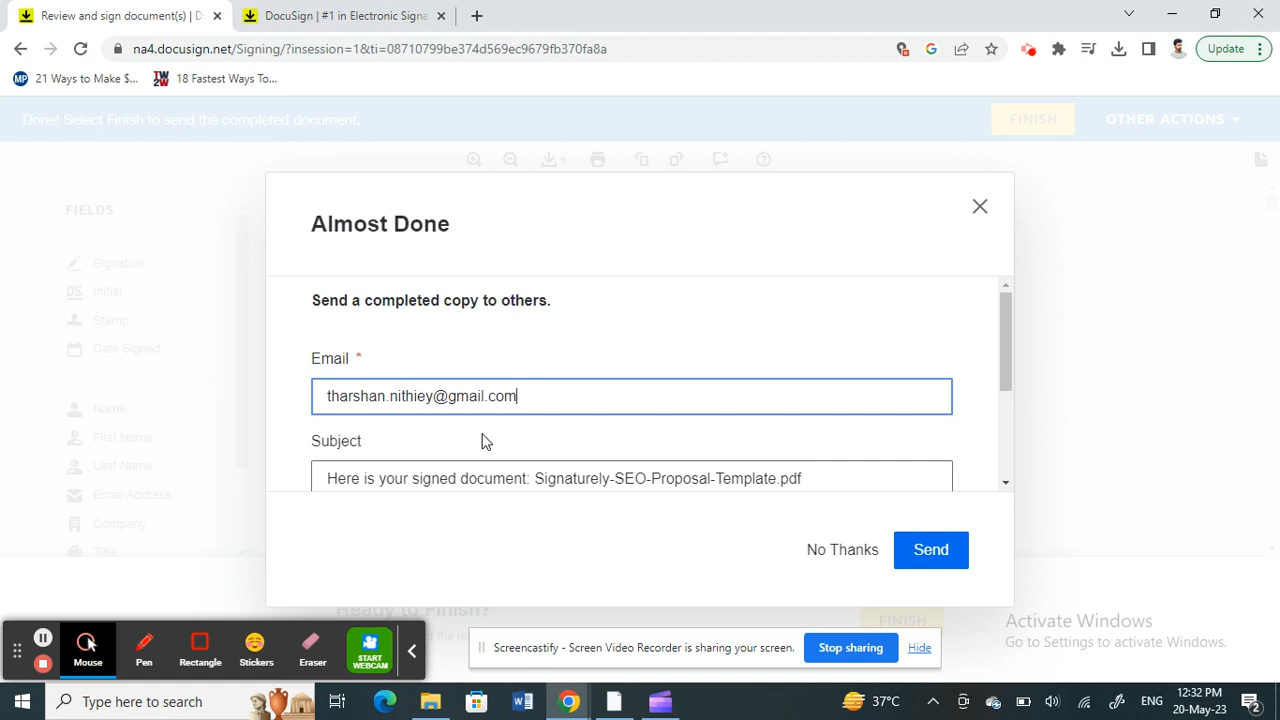 Review and sign document(s) | D
DocuSign | #1 in Electronic Signa
na4.docusign.net/Signing/?insession=1&ti=08710799be374d569ec9679fb370fa8a
Update
MP 21 Ways to Make $...
TW2W 18 Fastest Ways To...
Done! Select Finish to send the completed document.
FINISH
OTHER ACTIONS
FIELDS
Signature
DS Initial
Stamp
Date Signed
Name
First Name
Last Name
Email Address
Company
Title
Almost Done
Send a completed copy to others.
Email *
tharshan.nithiey@gmail.com
Subject
Here is your signed document: Signaturely-SEO-Proposal-Template.pdf
No Thanks
Send
Ready to Finish?
FINISH
Activate Windows
Go to Settings to activate Windows.
Mouse
Pen
Rectangle
Stickers
Eraser
START WEBCAM
Screencastify - Screen Video Recorder is sharing your screen.
Stop sharing
Hide
Type here to search
37°C
ENG
12:32 PM
20-May-23
2